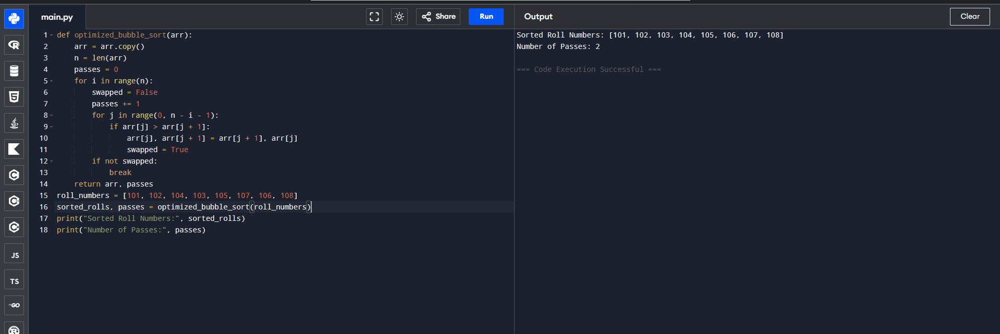 main.py
Share
Run
Output
Clear
1 def optimized_bubble_sort(arr):
2     arr = arr.copy()
3     n = len(arr)
4     passes = 0
5     for i in range(n):
6         swapped = False
7         passes += 1
8         for j in range(0, n - i - 1):
9             if arr[j] > arr[j + 1]:
10                 arr[j], arr[j + 1] = arr[j + 1], arr[j]
11                 swapped = True
12         if not swapped:
13             break
14     return arr, passes
15 roll_numbers = [101, 102, 104, 103, 105, 107, 106, 108]
16 sorted_rolls, passes = optimized_bubble_sort(roll_numbers)
17 print("Sorted Roll Numbers:", sorted_rolls)
18 print("Number of Passes:", passes)
Sorted Roll Numbers: [101, 102, 103, 104, 105, 106, 107, 108]
Number of Passes: 2
=== Code Execution Successful ===
JS
TS
GO